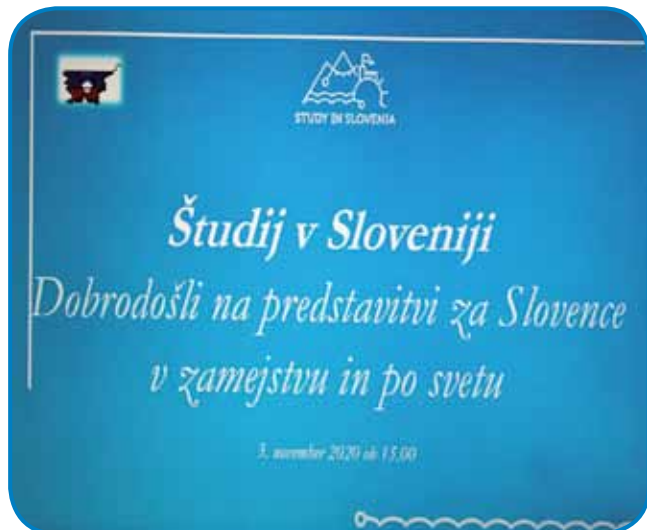 STUDY IN SLOVENIA
Študij v Sloveniji
Dobrodošli na predstavitvi za Slovence
v zamejstvu in po svetu
november 2020 ob 15.00